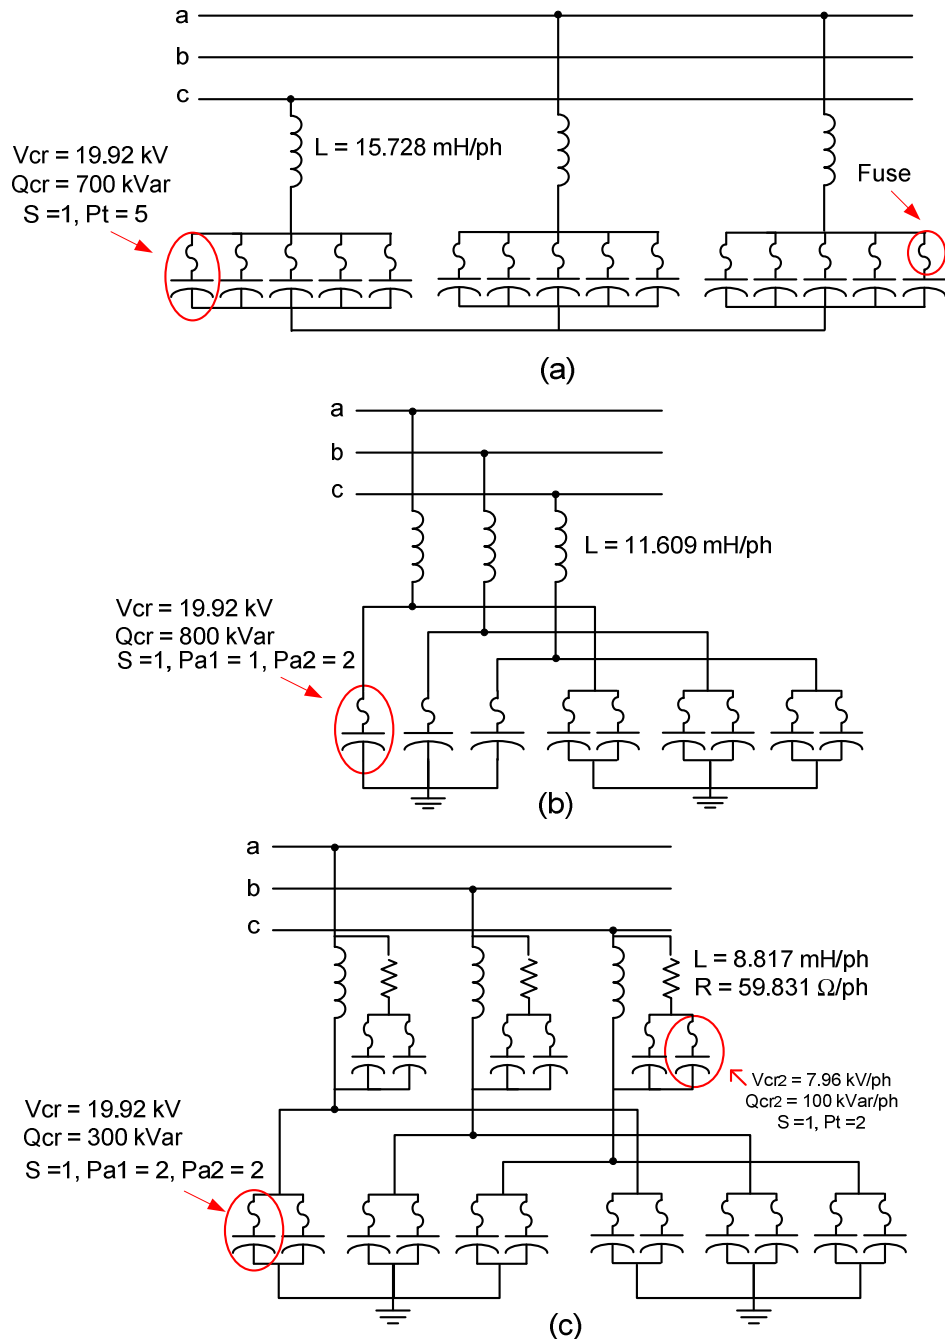 a
b
c
L = 15.728 mH/ph
Vcr = 19.92 kV
Qcr = 700 kVar
S =1, Pt = 5
Fuse
(a)
a
b
c
L = 11.609 mH/ph
Vcr = 19.92 kV
Qcr = 800 kVar
S =1, Pa1 = 1, Pa2 = 2
(b)
a
b
c
L = 8.817 mH/ph
R = 59.831 Ω/ph
Vcr2 = 7.96 kV/ph
Qcr2 = 100 kVar/ph
S =1, Pt =2
Vcr = 19.92 kV
Qcr = 300 kVar
S =1, Pa1 = 2, Pa2 = 2
(c)